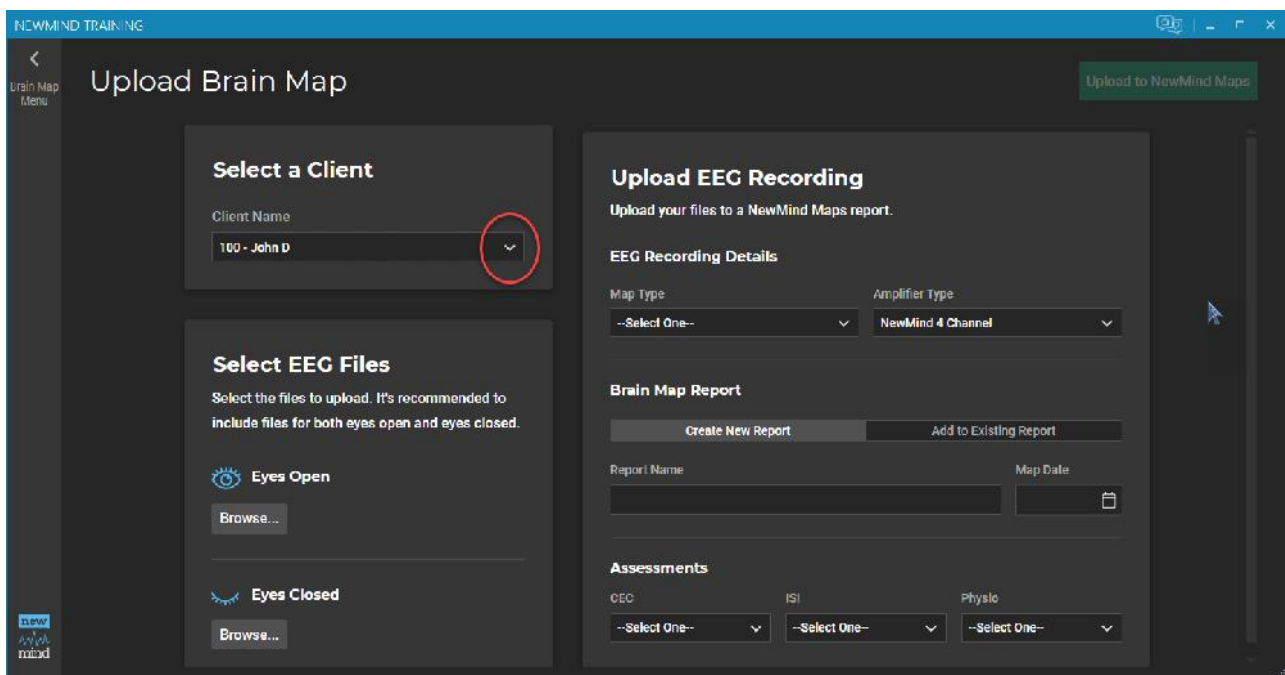 NEWMIND TRAINING
Brain Map
Menu
Upload Brain Map
Upload to NewMind Maps
Select a Client
Client Name
100 - John D
Select EEG Files
Select the files to upload. It's recommended to
include files for both eyes open and eyes closed.
Eyes Open
Browse...
Eyes Closed
Browse...
Upload EEG Recording
Upload your files to a NewMind Maps report.
EEG Recording Details
Map Type
Amplifier Type
--Select One--
NewMind 4 Channel
Brain Map Report
Create New Report
Add to Existing Report
Report Name
Map Date
Assessments
CEC
ISI
Physio
--Select One--
--Select One--
--Select One--
new
mind